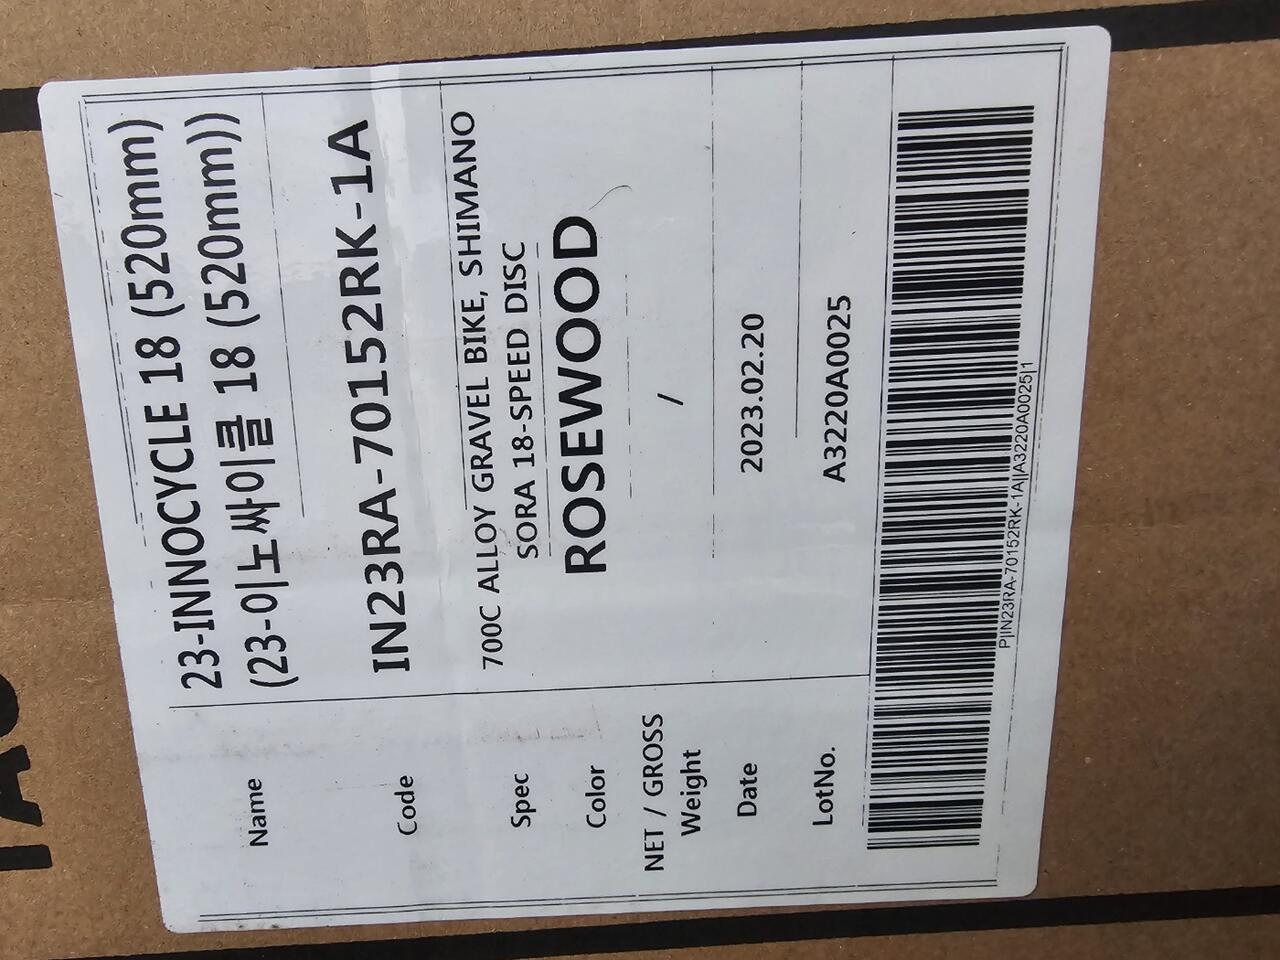 Name
23-INNOCYCLE 18 (520mm)
(23-이노싸이클 18 (520mm))
Code
IN23RA-70152RK-1A
Spec
700C ALLOY GRAVEL BIKE, SHIMANO
SORA 18-SPEED DISC
Color
ROSEWOOD
NET / GROSS
Weight
/
Date
2023.02.20
LotNo.
A3220A0025
P||IN23RA-70152RK-1A||A3220A0025|1